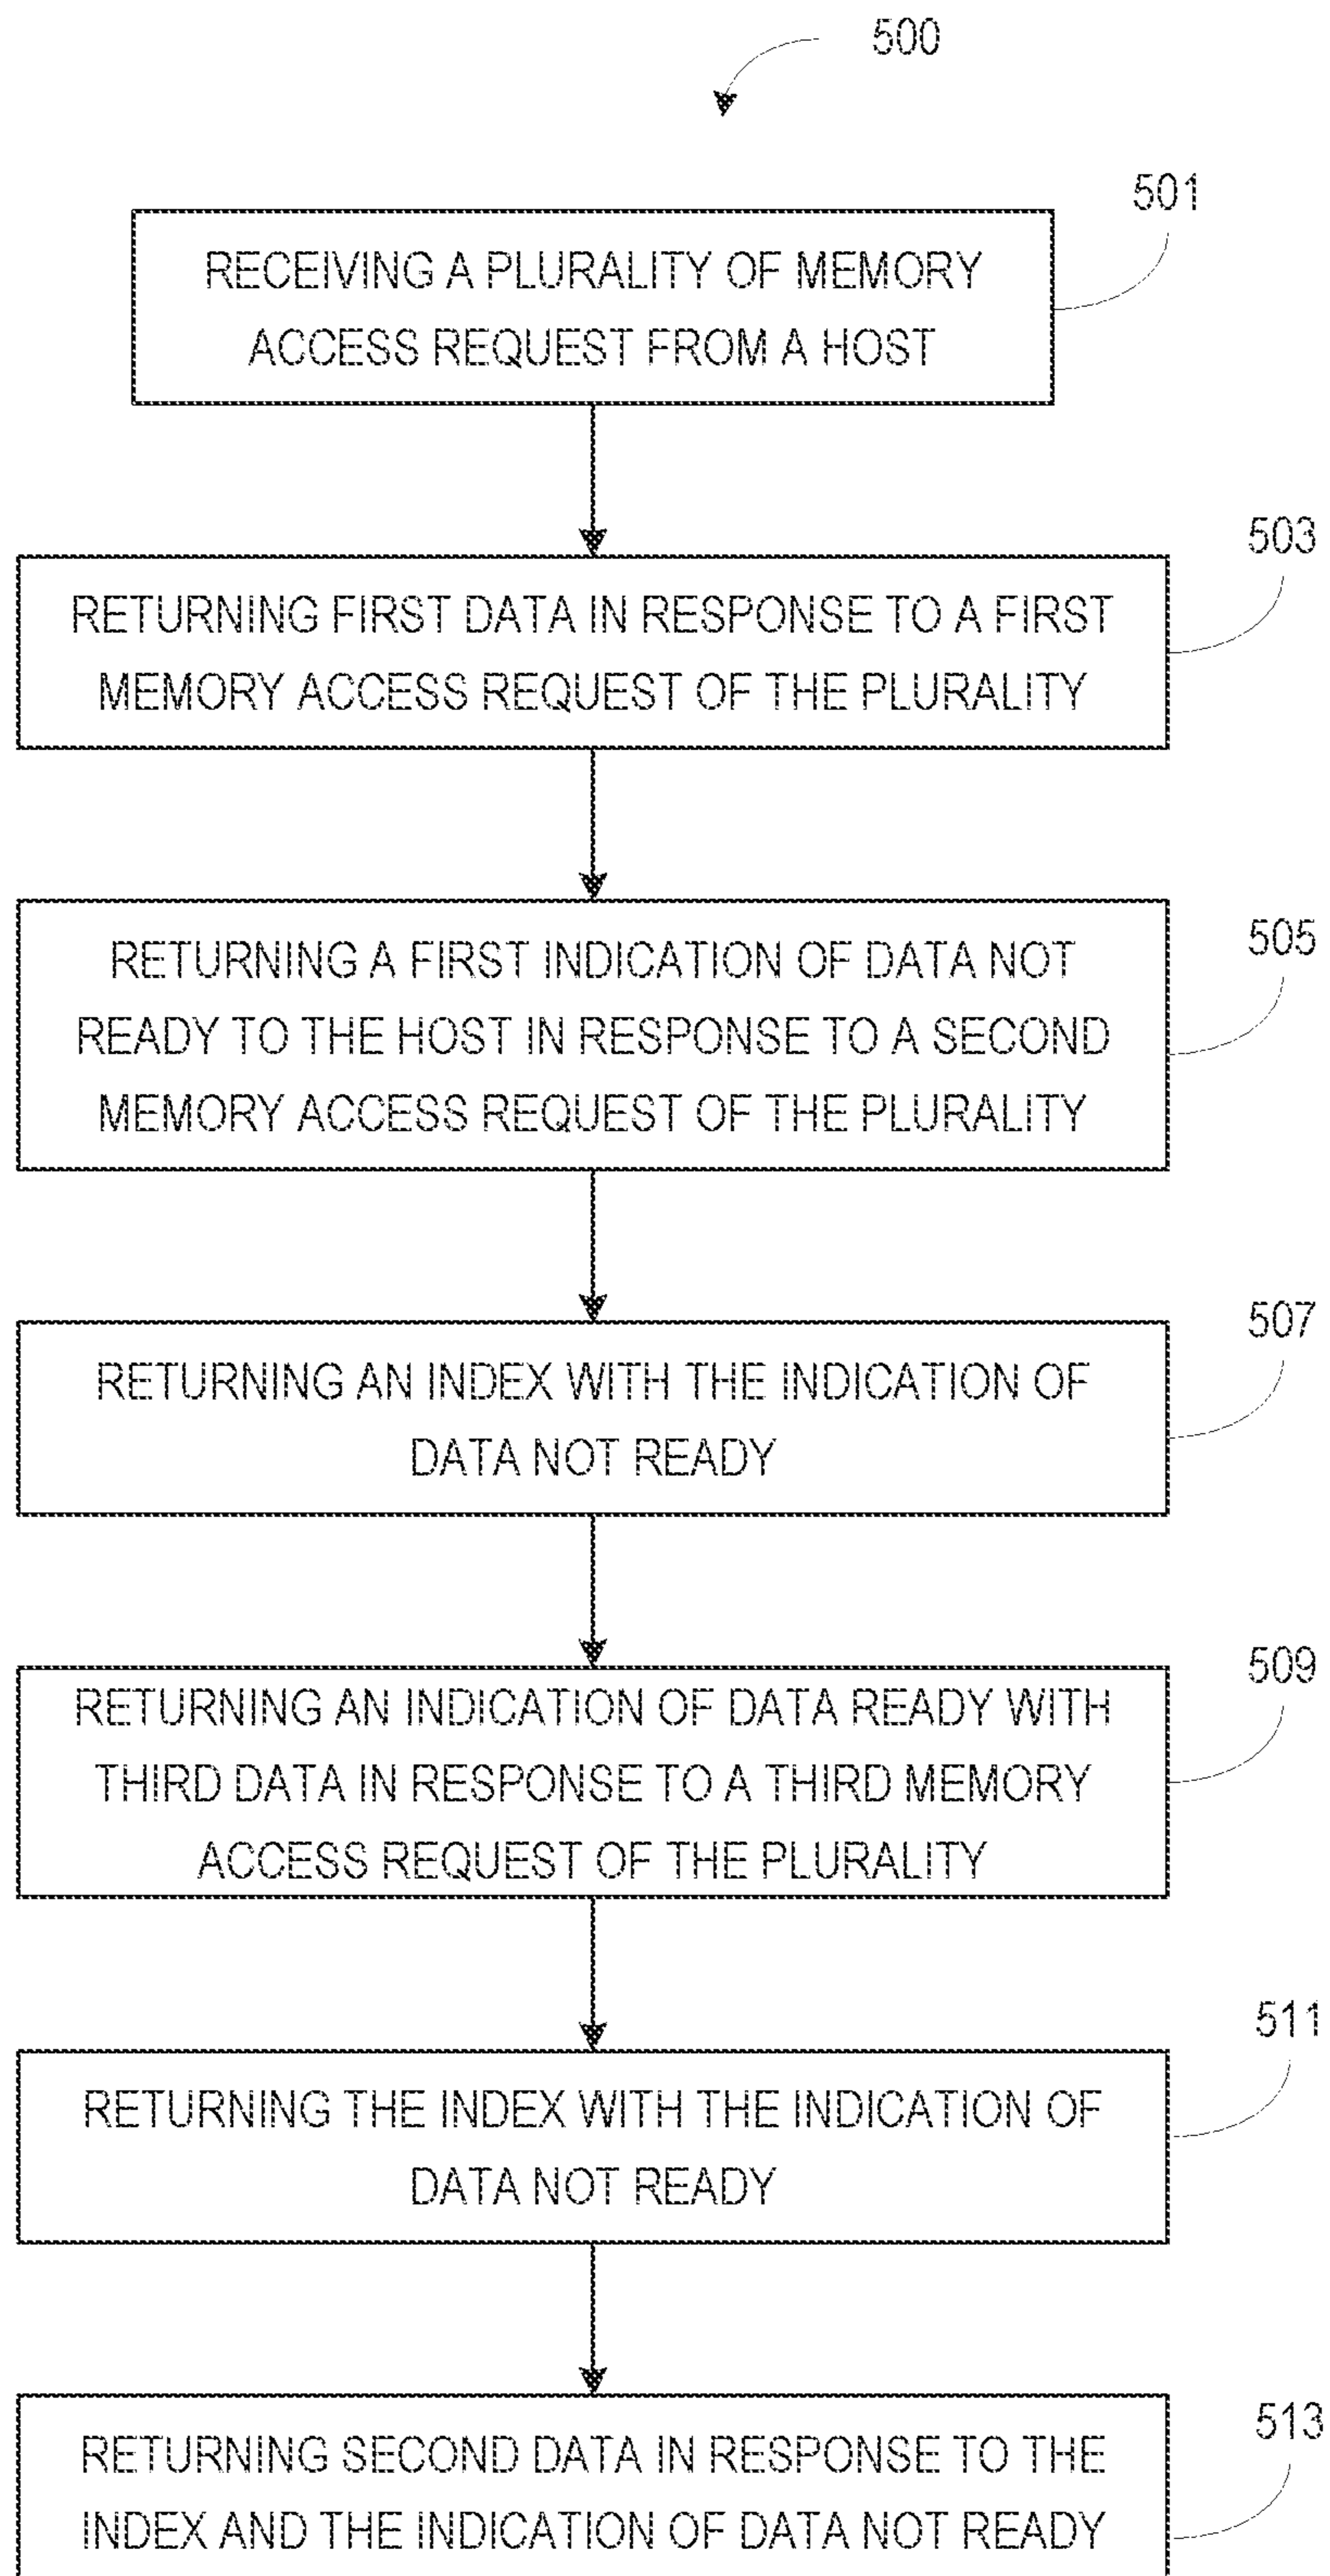 500
501
RECEIVING A PLURALITY OF MEMORY
ACCESS REQUEST FROM A HOST
503
RETURNING FIRST DATA IN RESPONSE TO A FIRST
MEMORY ACCESS REQUEST OF THE PLURALITY
505
RETURNING A FIRST INDICATION OF DATA NOT
READY TO THE HOST IN RESPONSE TO A SECOND
MEMORY ACCESS REQUEST OF THE PLURALITY
507
RETURNING AN INDEX WITH THE INDICATION OF
DATA NOT READY
509
RETURNING AN INDICATION OF DATA READY WITH
THIRD DATA IN RESPONSE TO A THIRD MEMORY
ACCESS REQUEST OF THE PLURALITY
511
RETURNING THE INDEX WITH THE INDICATION OF
DATA NOT READY
513
RETURNING SECOND DATA IN RESPONSE TO THE
INDEX AND THE INDICATION OF DATA NOT READY